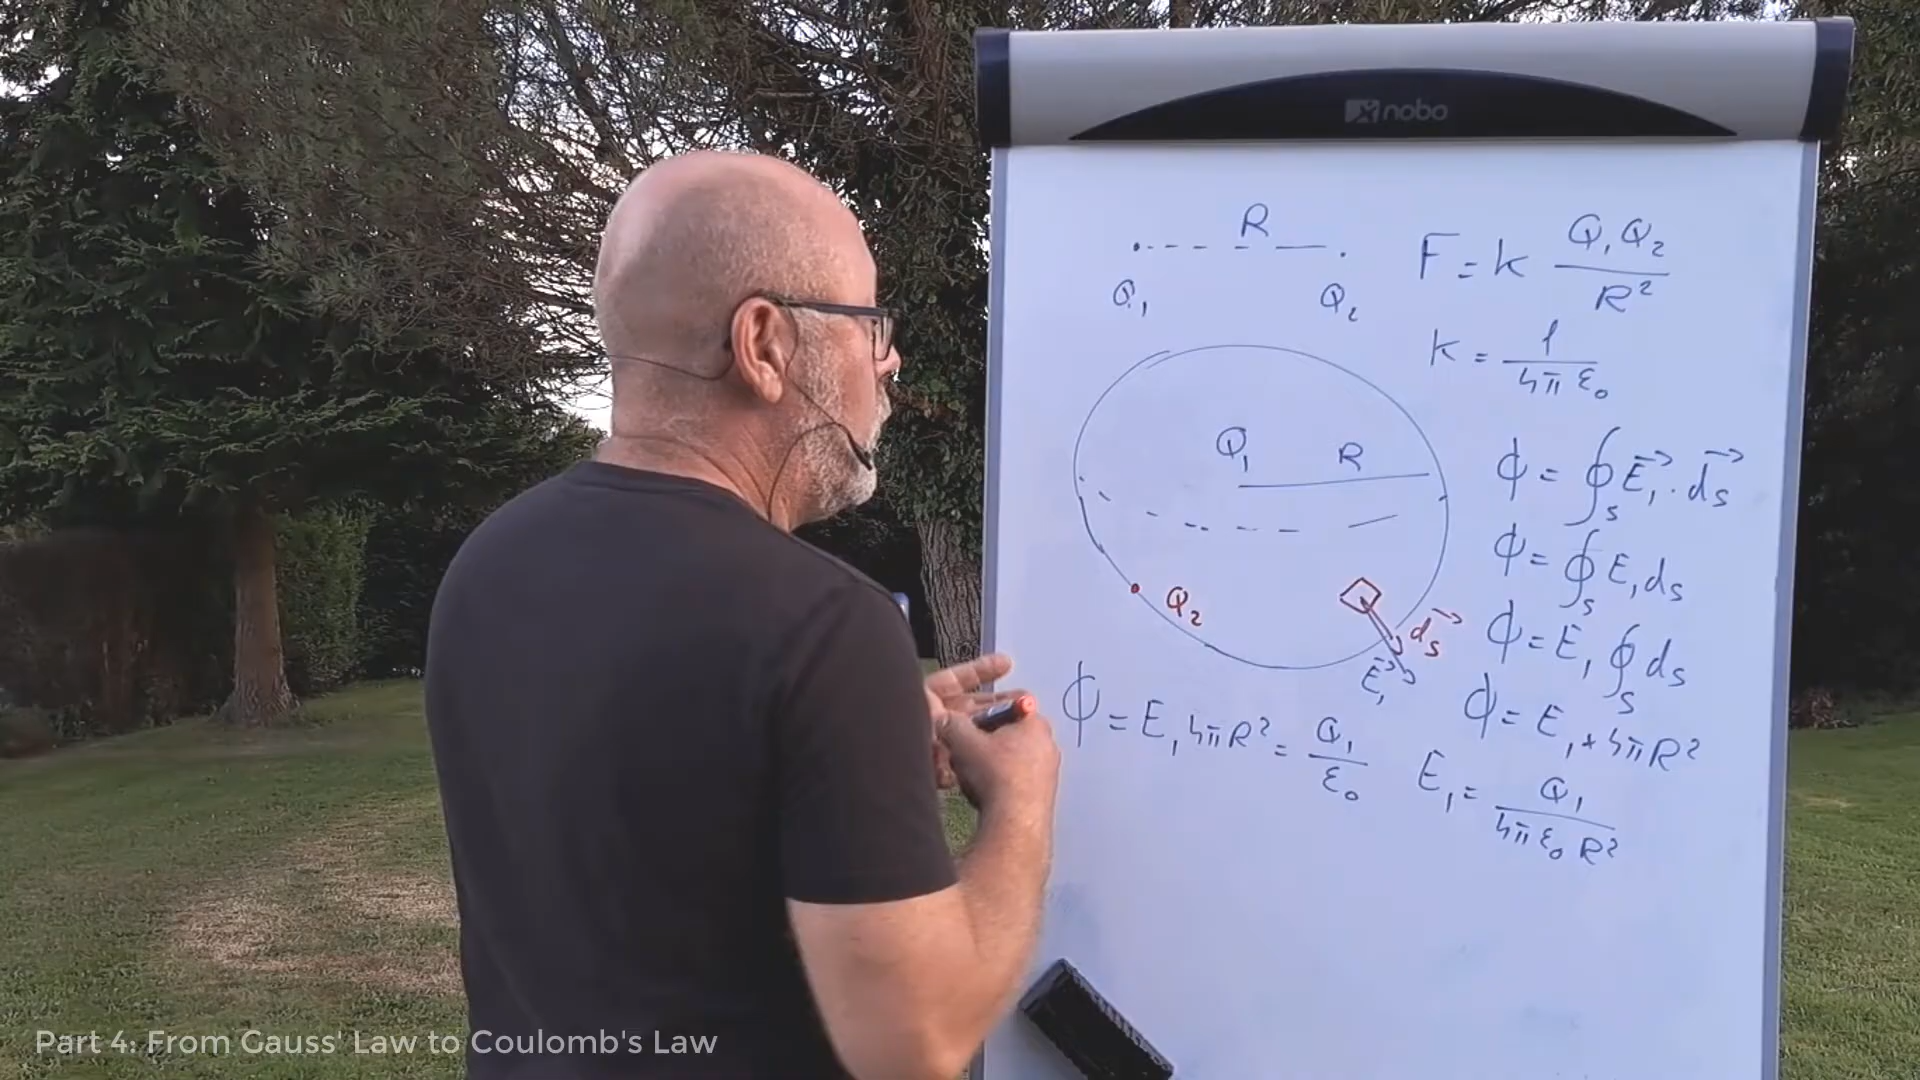 nobo
R
Q₁ Q₂
F = k Q₁Q₂ / R²
k = 1 / 4π ε₀
Q₁ R
ϕ = ∮ₛ E₁→ · ds→
ϕ = ∮ₛ E₁ ds
Q₂
ds→
ϕ = E₁ ∮ₛ ds
E₁→
ϕ = E₁ * 4πR²
ϕ = E₁ 4πR² = Q₁ / ε₀
E₁ = Q₁ / 4π ε₀ R²
Part 4: From Gauss' Law to Coulomb's Law